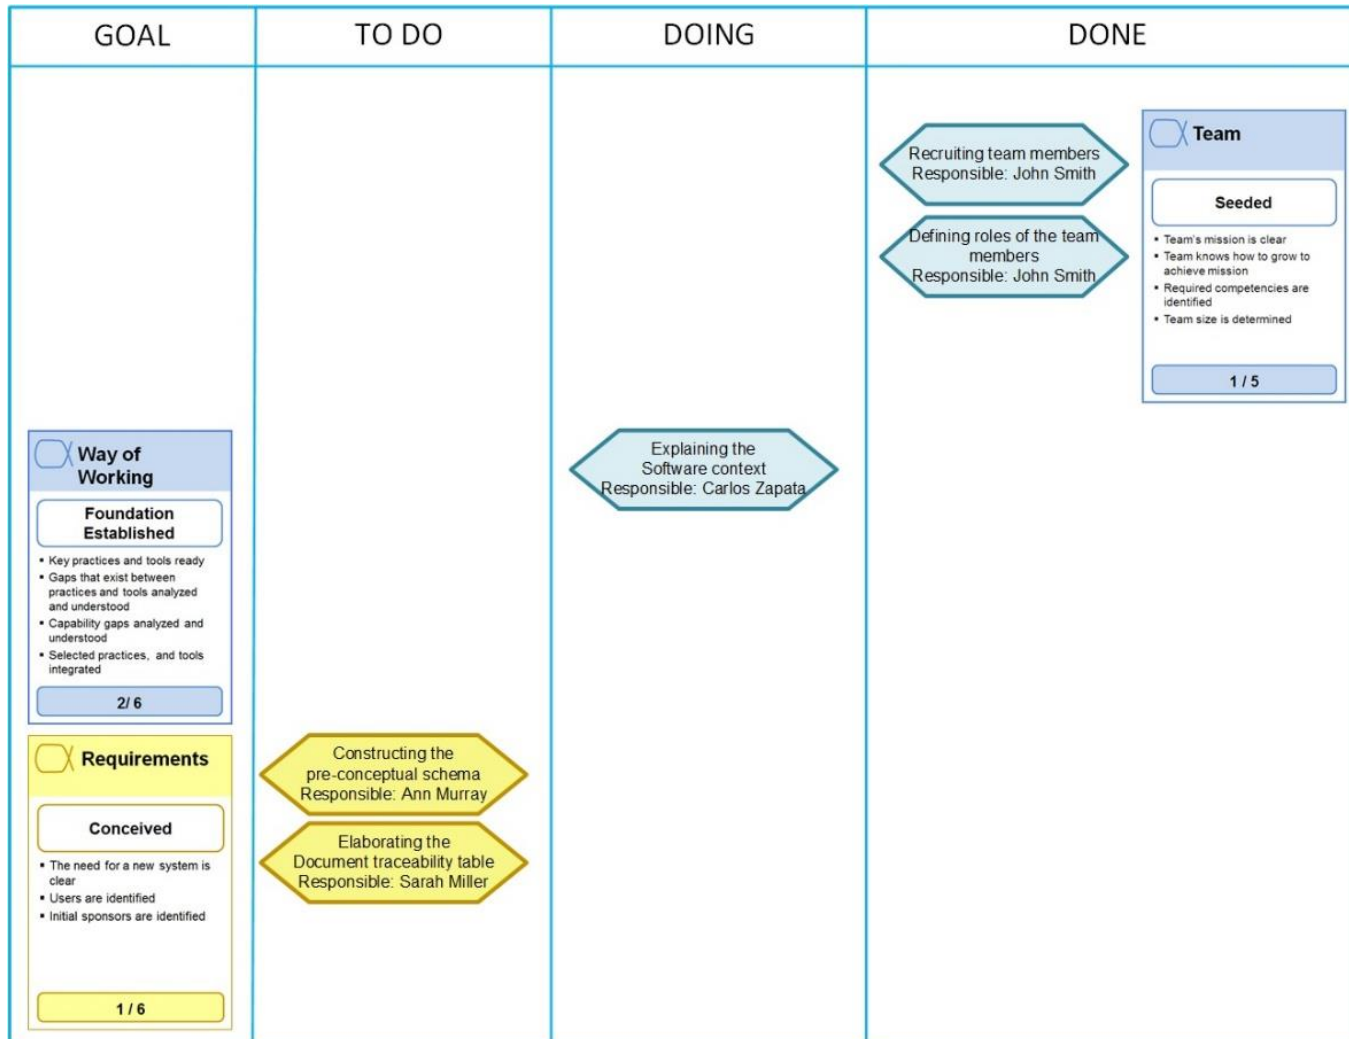 GOAL
TO DO
DOING
DONE
Recruiting team members
Responsible: John Smith
Defining roles of the team
members
Responsible: John Smith
Team
Seeded
▪ Team's mission is clear
▪ Team knows how to grow to
achieve mission
▪ Required competencies are
identified
▪ Team size is determined
1 / 5
Way of
Working
Foundation
Established
▪ Key practices and tools ready
▪ Gaps that exist between
practices and tools analyzed
and understood
▪ Capability gaps analyzed and
understood
▪ Selected practices, and tools
integrated
2/ 6
Explaining the
Software context
Responsible: Carlos Zapata
Requirements
Conceived
▪ The need for a new system is
clear
▪ Users are identified
▪ Initial sponsors are identified
1 / 6
Constructing the
pre-conceptual schema
Responsible: Ann Murray
Elaborating the
Document traceability table
Responsible: Sarah Miller